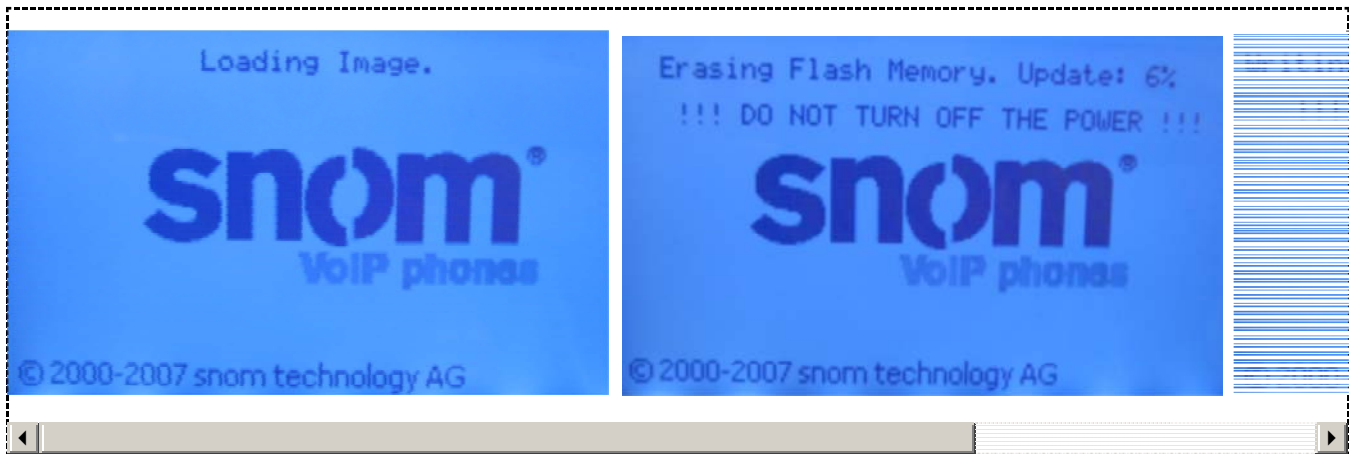 Loading Image.
snom®
VoIP phones
© 2000-2007 snom technology AG
Erasing Flash Memory. Update: 6%
!!! DO NOT TURN OFF THE POWER !!!
snom®
VoIP phones
© 2000-2007 snom technology AG